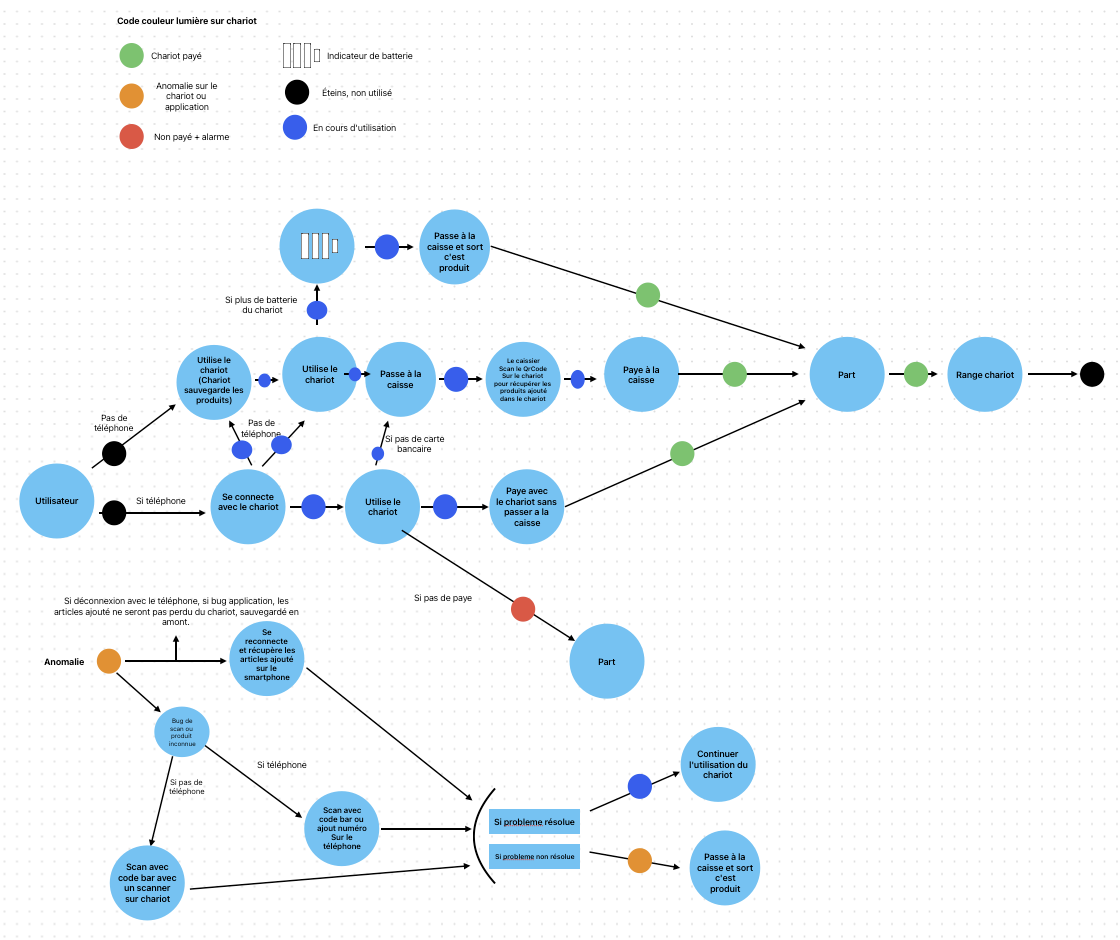 Code couleur lumière sur chariot
Chariot payé
Indicateur de batterie
Anomalie sur le
chariot ou
application
Éteins, non utilisé
Non payé + alarme
En cours d'utilisation
Passe à la
caisse et sort
c'est
produit
Si plus de batterie
du chariot
Utilise le
chariot
(Chariot
sauvegarde les
produits)
Utilise le
chariot
Passe à la
caisse
Le caissier
Scan le QrCode
Sur le chariot
pour récupérer les
produits ajouté
dans le chariot
Paye à la
caisse
Part
Range chariot
Pas de
téléphone
Pas de
téléphone
Si pas de carte
bancaire
Utilisateur
Si téléphone
Se connecte
avec le chariot
Utilise le
chariot
Paye avec
le chariot sans
passer a la
caisse
Si pas de paye
Part
Si déconnexion avec le téléphone, si bug application, les
articles ajouté ne seront pas perdu du chariot, sauvegardé en
amont.
Anomalie
Se
reconnecte
et récupère les
articles ajouté
sur le
smartphone
Bug de
scan ou
produit
inconnue
Si téléphone
Si pas de
téléphone
Scan avec
code bar ou
ajout numéro
Sur le
téléphone
Scan avec
code bar avec
un scanner
sur chariot
Si probleme résolue
Si probleme non résolue
Continuer
l'utilisation du
chariot
Passe à la
caisse et sort
c'est
produit